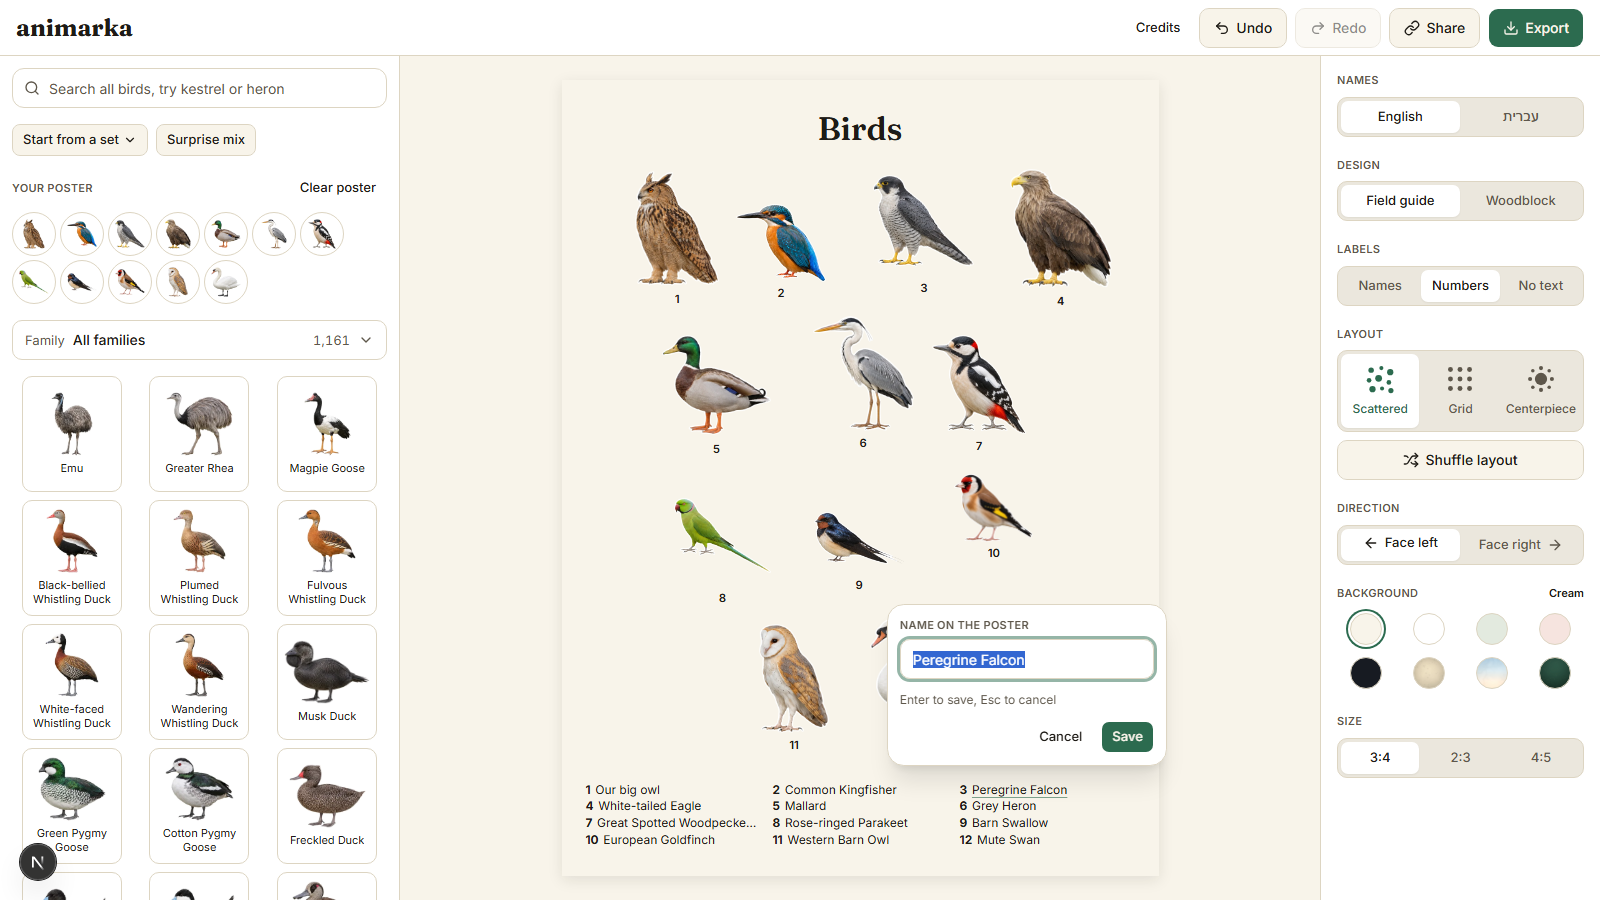 animarka
Credits
Undo
Redo
Share
Export
Search all birds, try kestrel or heron
Start from a set
Surprise mix
YOUR POSTER
Clear poster
Family All families 1,161
Emu
Greater Rhea
Magpie Goose
Black-bellied
Whistling Duck
Plumed
Whistling Duck
Fulvous
Whistling Duck
White-faced
Whistling Duck
Wandering
Whistling Duck
Musk Duck
Green Pygmy
Goose
Cotton Pygmy
Goose
Freckled Duck
N
Birds
1
2
3
4
5
6
7
8
9
10
11
NAME ON THE POSTER
Peregrine Falcon
Enter to save, Esc to cancel
Cancel
Save
1 Our big owl
2 Common Kingfisher
3 Peregrine Falcon
4 White-tailed Eagle
5 Mallard
6 Grey Heron
7 Great Spotted Woodpecke...
8 Rose-ringed Parakeet
9 Barn Swallow
10 European Goldfinch
11 Western Barn Owl
12 Mute Swan
NAMES
English
עברית
DESIGN
Field guide
Woodblock
LABELS
Names
Numbers
No text
LAYOUT
Scattered
Grid
Centerpiece
Shuffle layout
DIRECTION
← Face left
Face right →
BACKGROUND
Cream
SIZE
3:4
2:3
4:5